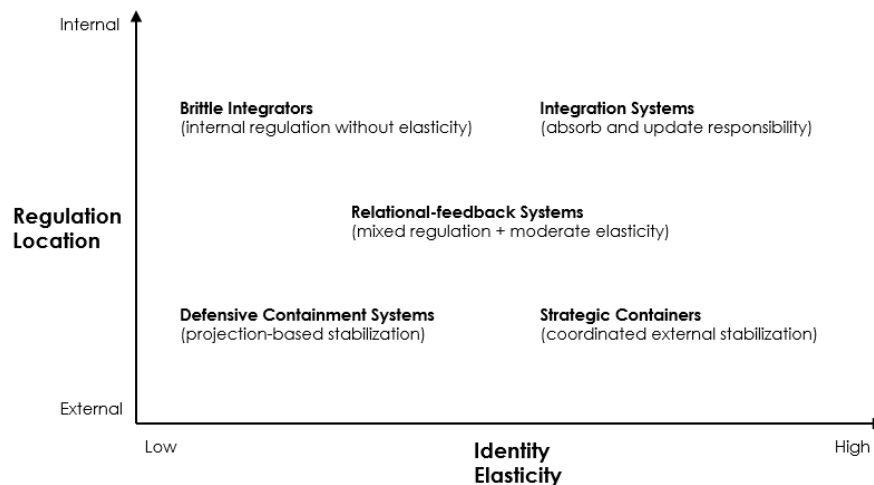 Internal
Brittle Integrators
(internal regulation without elasticity)
Integration Systems
(absorb and update responsibility)
Regulation
Location
Relational-feedback Systems
(mixed regulation + moderate elasticity)
Defensive Containment Systems
(projection-based stabilization)
Strategic Containers
(coordinated external stabilization)
External
Low
Identity
Elasticity
High